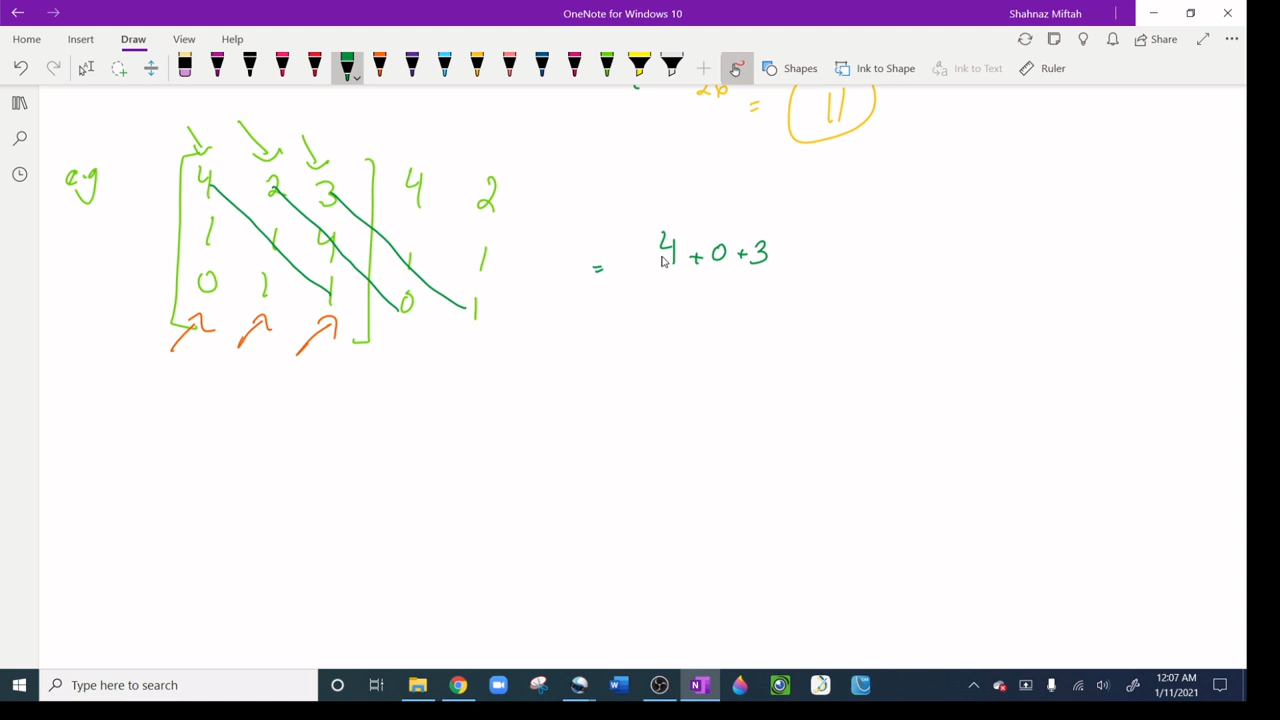 OneNote for Windows 10
Shahnaz Miftah
Home Insert Draw View Help
Share
Shapes Ink to Shape Ink to Text Ruler
2b = 11
e.g 4 2 3 4 2
1 1 4 1 1
0 1 1 0 1
= 4 + 0 + 3
Type here to search
12:07 AM
1/11/2021